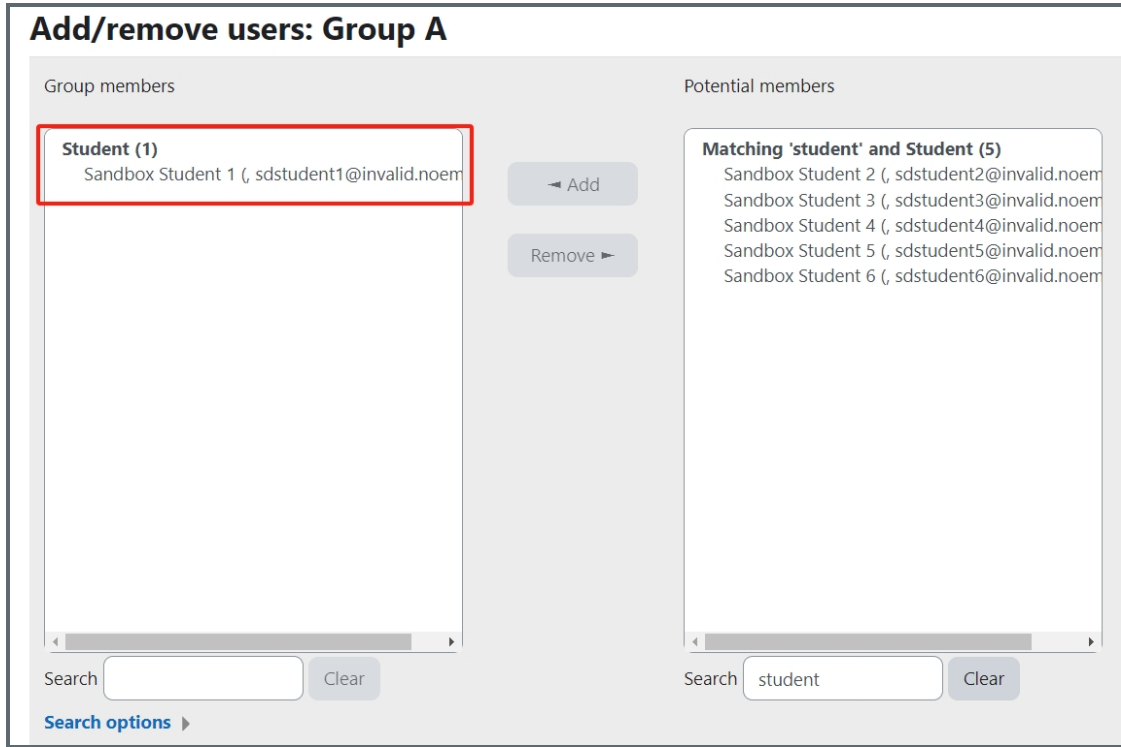 Add/remove users: Group A
Group members
Student (1)
Sandbox Student 1 (, sdstudent1@invalid.noem
◄ Add
Remove ►
Potential members
Matching 'student' and Student (5)
Sandbox Student 2 (, sdstudent2@invalid.noem
Sandbox Student 3 (, sdstudent3@invalid.noem
Sandbox Student 4 (, sdstudent4@invalid.noem
Sandbox Student 5 (, sdstudent5@invalid.noem
Sandbox Student 6 (, sdstudent6@invalid.noem
Search Clear
Search options
Search student Clear